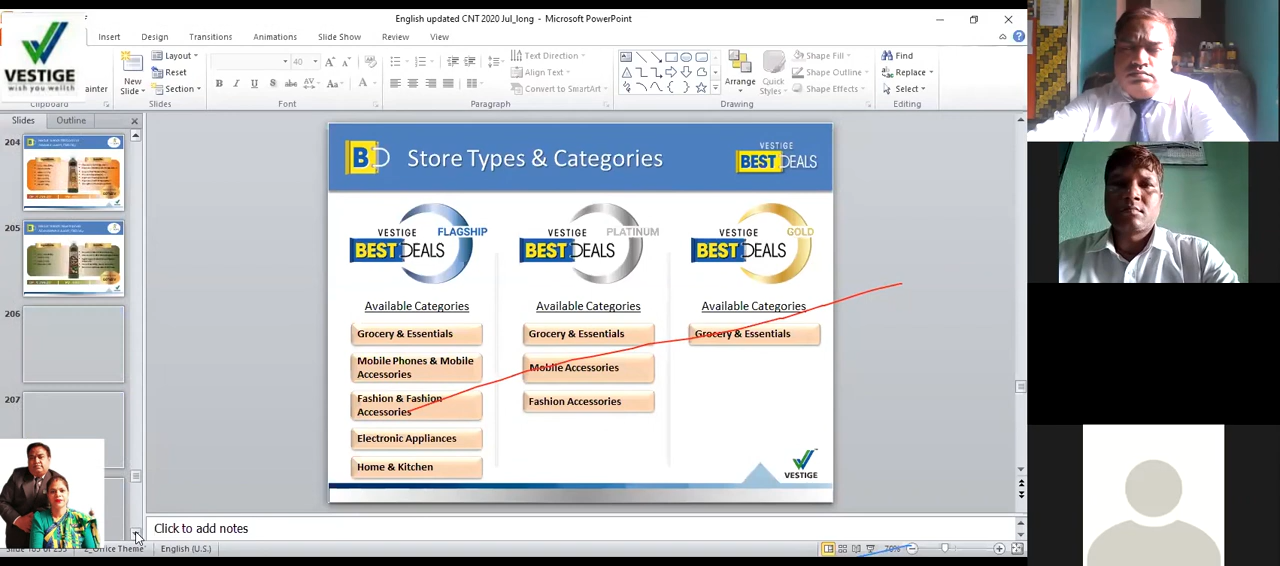 English updated CNT 2020 Jul_long - Microsoft PowerPoint
VESTIGE
wish you wellth
Insert Design Transitions Animations Slide Show Review View
New Slide
Layout
Reset
Section
40
Text Direction
Align Text
Convert to SmartArt
Arrange
Quick Styles
Shape Fill
Shape Outline
Shape Effects
Find
Replace
Select
Slides Font Paragraph Drawing Editing
Slides Outline
204
205
206
207
BD
Store Types & Categories
VESTIGE
BEST DEALS
VESTIGE
BEST DEALS
FLAGSHIP
Available Categories
Grocery & Essentials
Mobile Phones & Mobile
Accessories
Fashion & Fashion
Accessories
Electronic Appliances
Home & Kitchen
VESTIGE
BEST DEALS
PLATINUM
Available Categories
Grocery & Essentials
Mobile Accessories
Fashion Accessories
VESTIGE
BEST DEALS
GOLD
Available Categories
Grocery & Essentials
VESTIGE
Click to add notes
English (U.S.)
70%